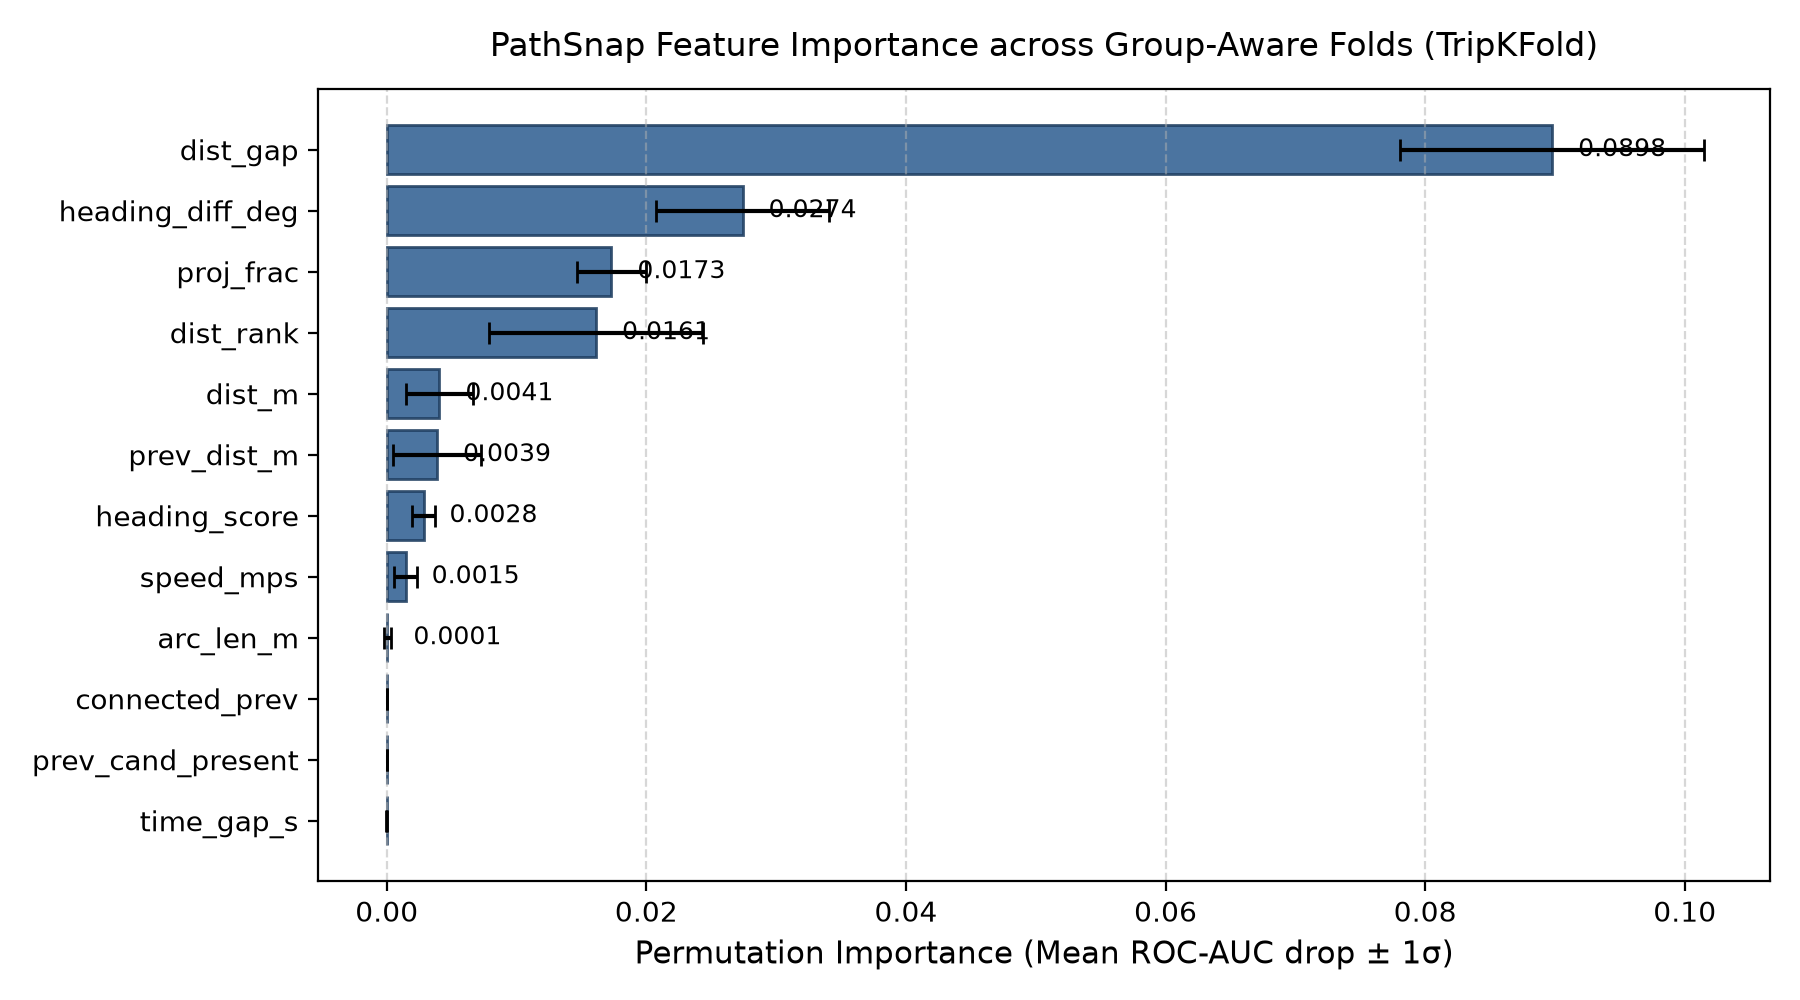 PathSnap Feature Importance across Group-Aware Folds (TripKFold)
dist_gap 0.0898
heading_diff_deg 0.0274
proj_frac 0.0173
dist_rank 0.0161
dist_m 0.0041
prev_dist_m 0.0039
heading_score 0.0028
speed_mps 0.0015
arc_len_m 0.0001
connected_prev
prev_cand_present
time_gap_s
0.00 0.02 0.04 0.06 0.08 0.10
Permutation Importance (Mean ROC-AUC drop ± 1σ)